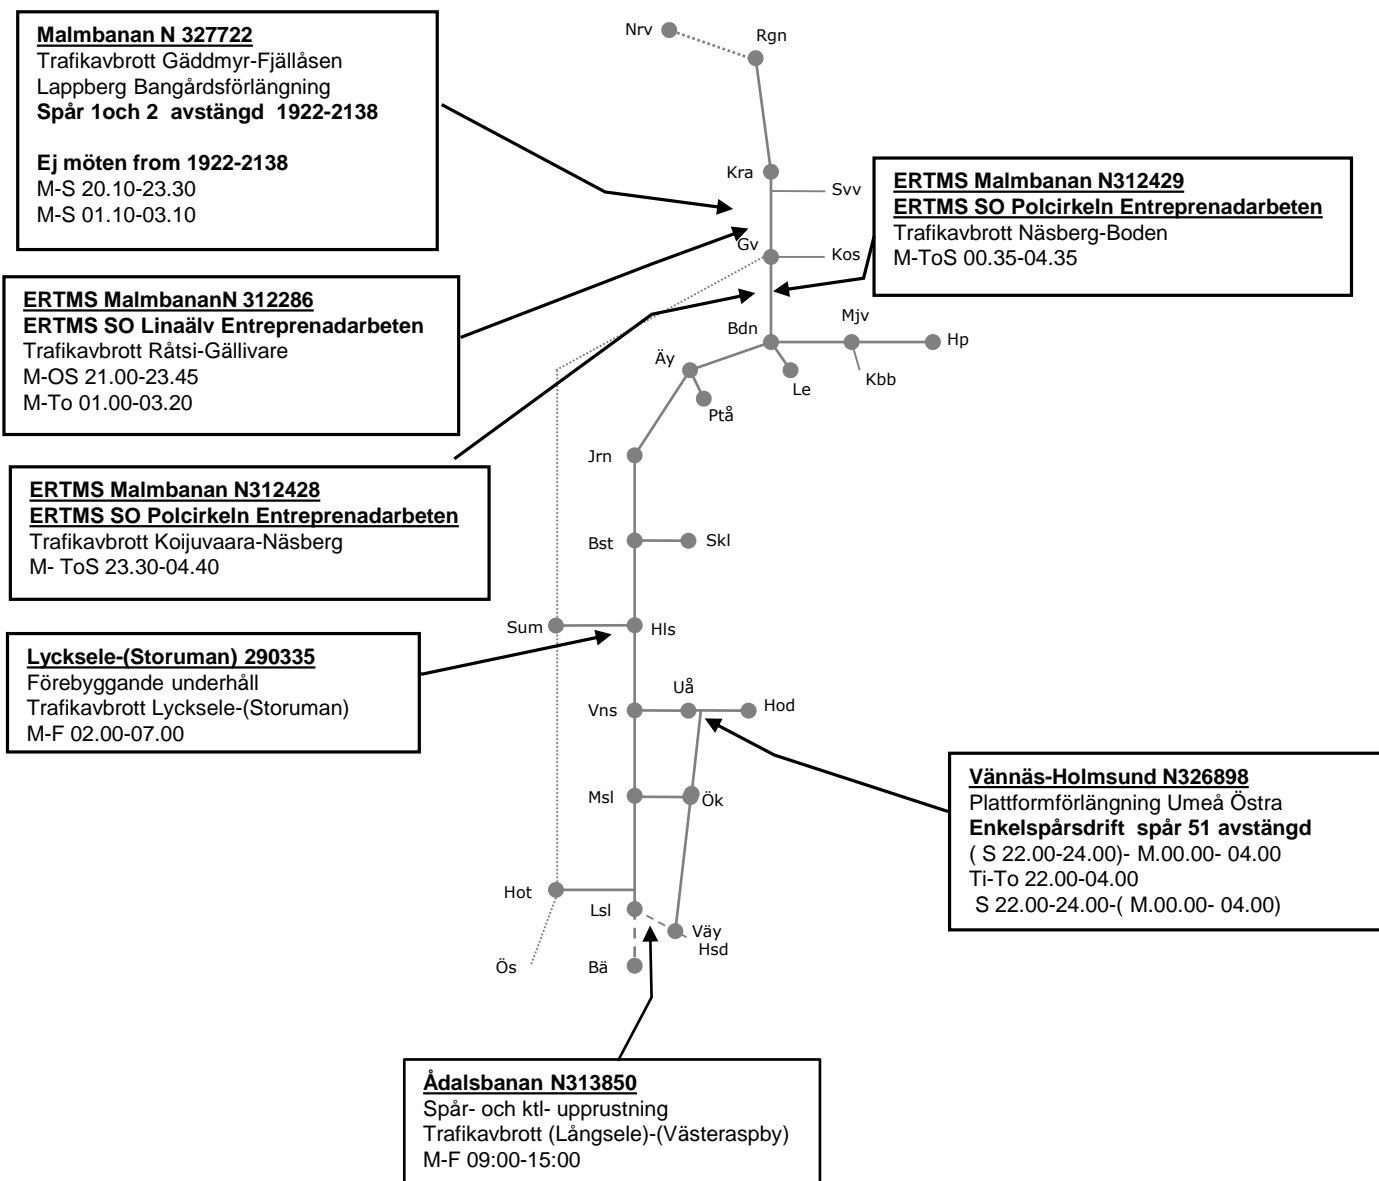 Malmbanan N 327722
Trafikavbrott Gäddmyr-Fjällåsen
Lappberg Bangårdsförlängning
Spår 1och 2  avstängd  1922-2138
Ej möten from 1922-2138
M-S 20.10-23.30
M-S 01.10-03.10
Nrv
Rgn
Kra
Svv
Gv
Kos
ERTMS Malmbanan N312429
ERTMS SO Polcirkeln Entreprenadarbeten
Trafikavbrott Näsberg-Boden
M-ToS 00.35-04.35
ERTMS MalmbananN 312286
ERTMS SO Linaälv Entreprenadarbeten
Trafikavbrott Råtsi-Gällivare
M-OS 21.00-23.45
M-To 01.00-03.20
Bdn
Mjv
Hp
Äy
Le
Kbb
Ptå
Jrn
ERTMS Malmbanan N312428
ERTMS SO Polcirkeln Entreprenadarbeten
Trafikavbrott Koijuvaara-Näsberg
M- ToS 23.30-04.40
Bst
Skl
Sum
Hls
Lycksele-(Storuman) 290335
Förebyggande underhåll
Trafikavbrott Lycksele-(Storuman)
M-F 02.00-07.00
Vns
Uå
Hod
Msl
Ök
Vännäs-Holmsund N326898
Plattformförlängning Umeå Östra
Enkelspårsdrift  spår 51 avstängd
( S 22.00-24.00)- M.00.00- 04.00
Ti-To 22.00-04.00
S 22.00-24.00-( M.00.00- 04.00)
Hot
Lsl
Väy
Hsd
Ös
Bä
Ådalsbanan N313850
Spår- och ktl- upprustning
Trafikavbrott (Långsele)-(Västeraspby)
M-F 09:00-15:00